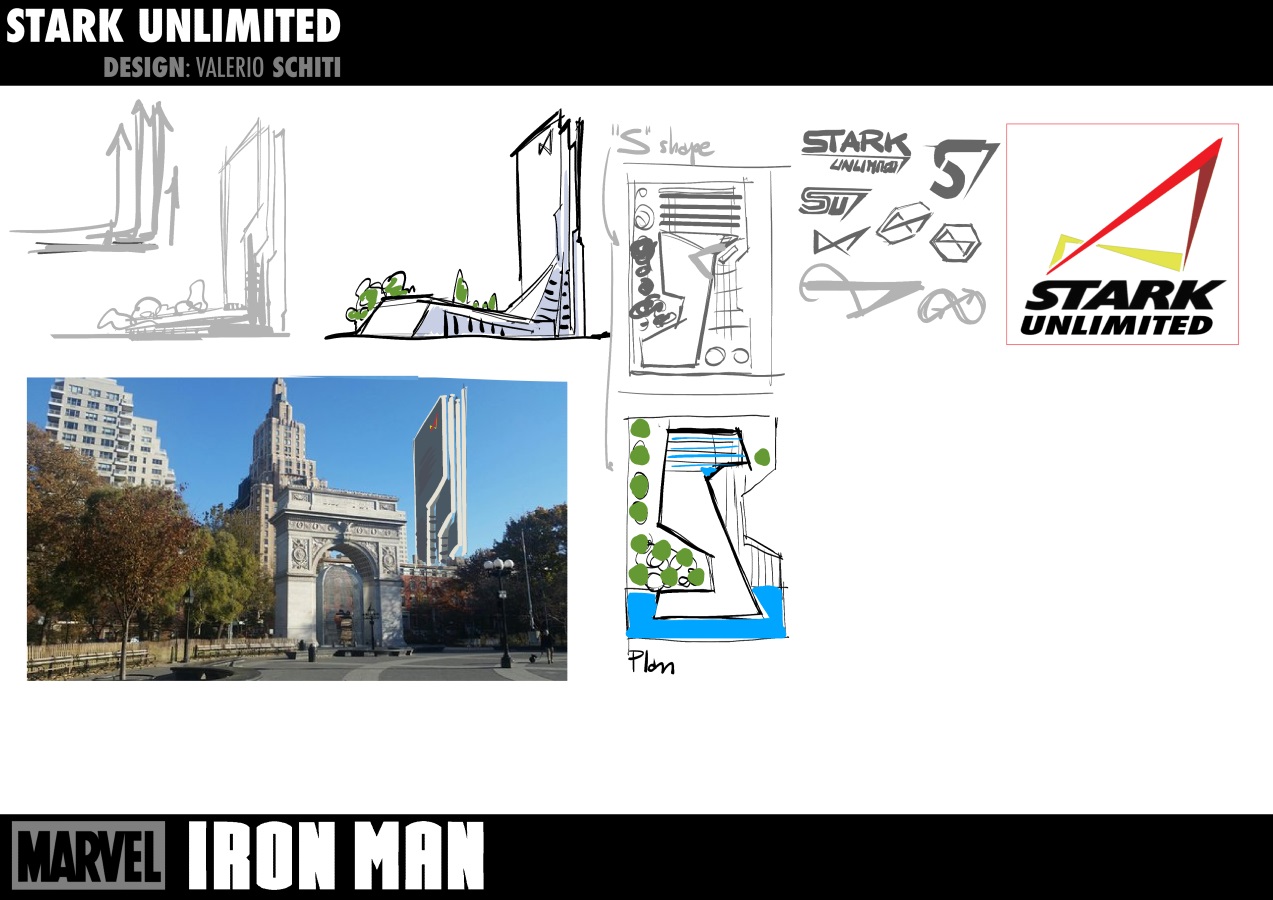 STARK UNLIMITED
DESIGN: VALERIO SCHITI
"S" shape
STARK
UNLIMITED
S
SU
STARK
UNLIMITED
Plan
MARVEL IRON MAN